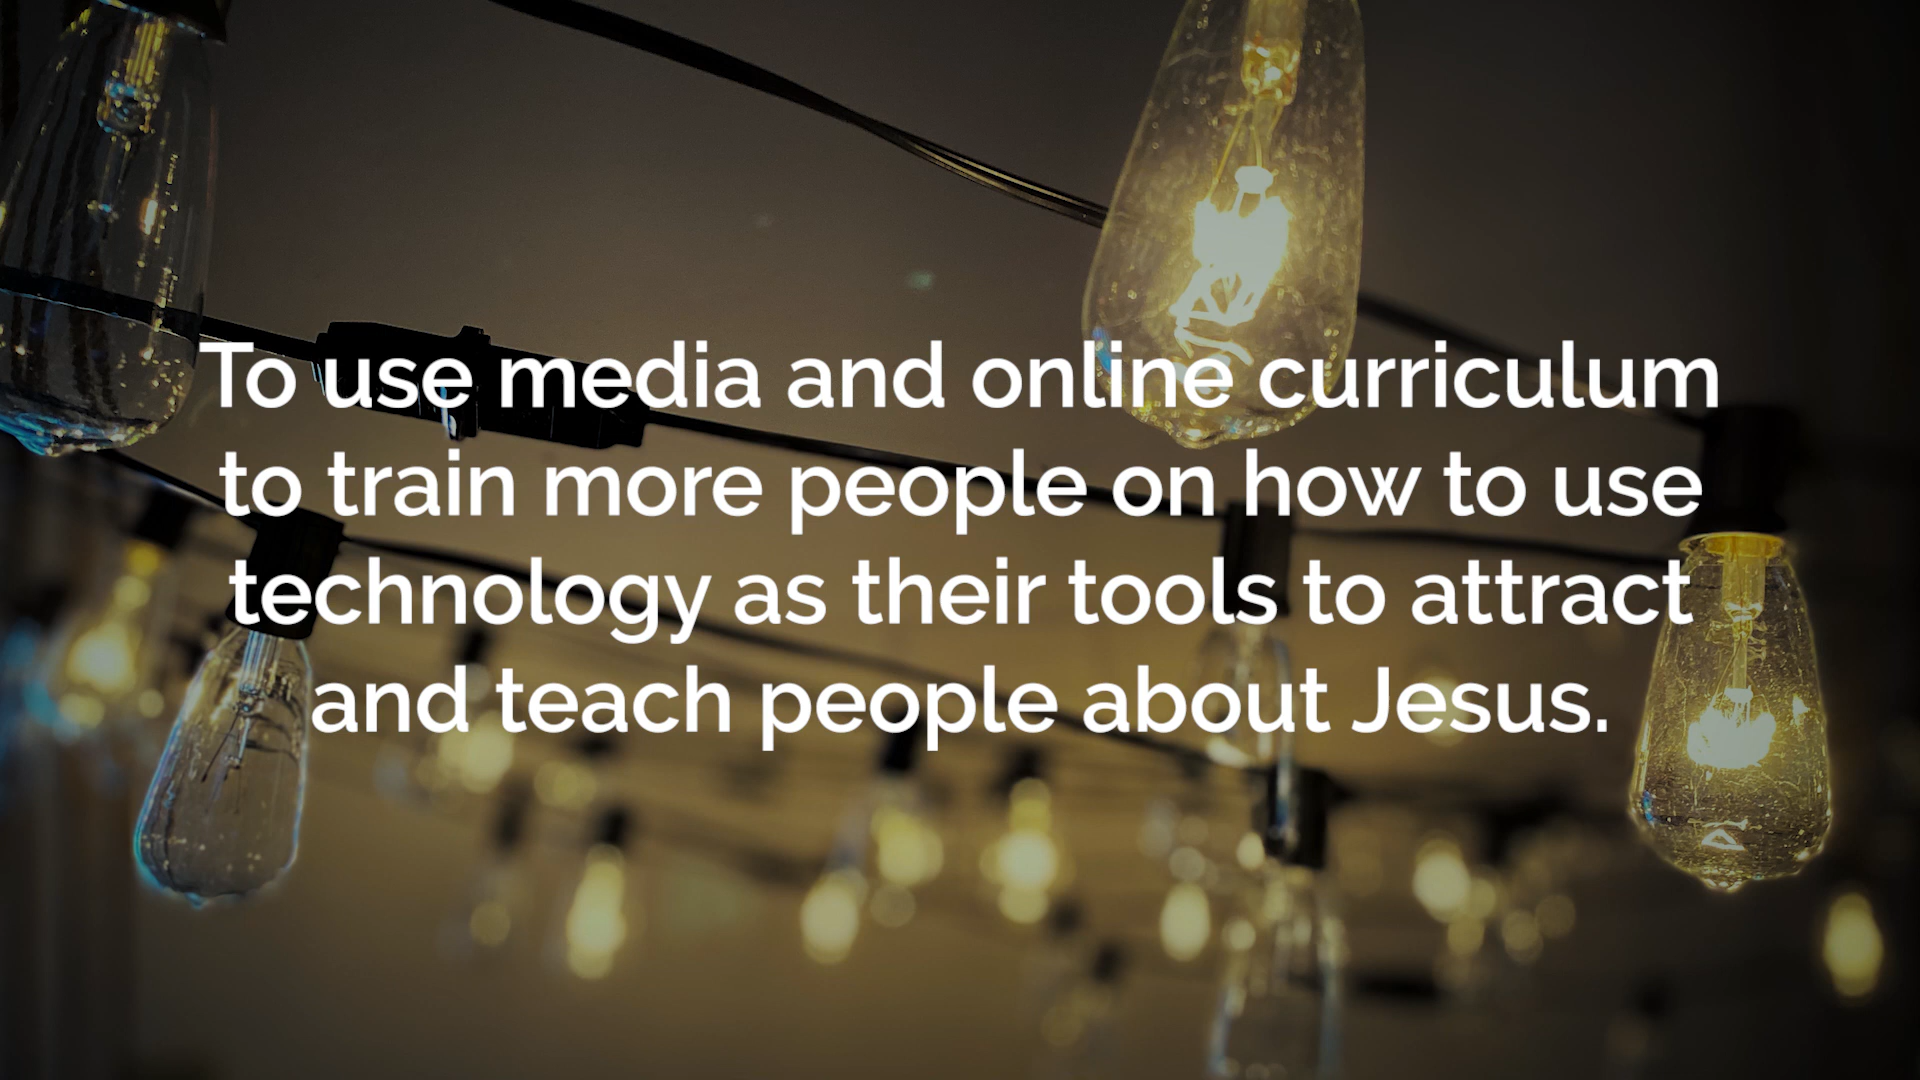 To use media and online curriculum
to train more people on how to use
technology as their tools to attract
and teach people about Jesus.